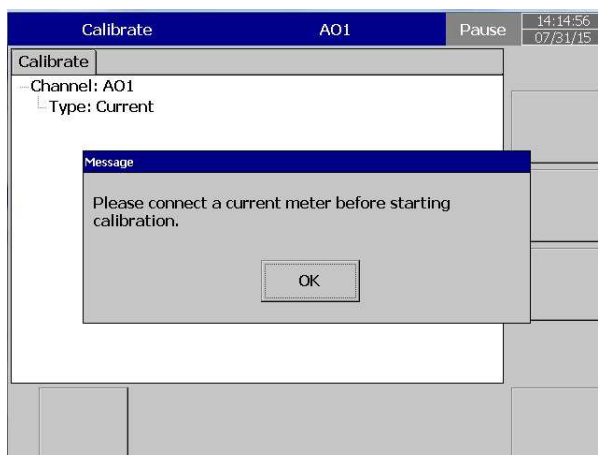 Calibrate AO1 Pause 14:14:56
07/31/15
Calibrate
Channel: AO1
Type: Current
Message
Please connect a current meter before starting
calibration.
OK